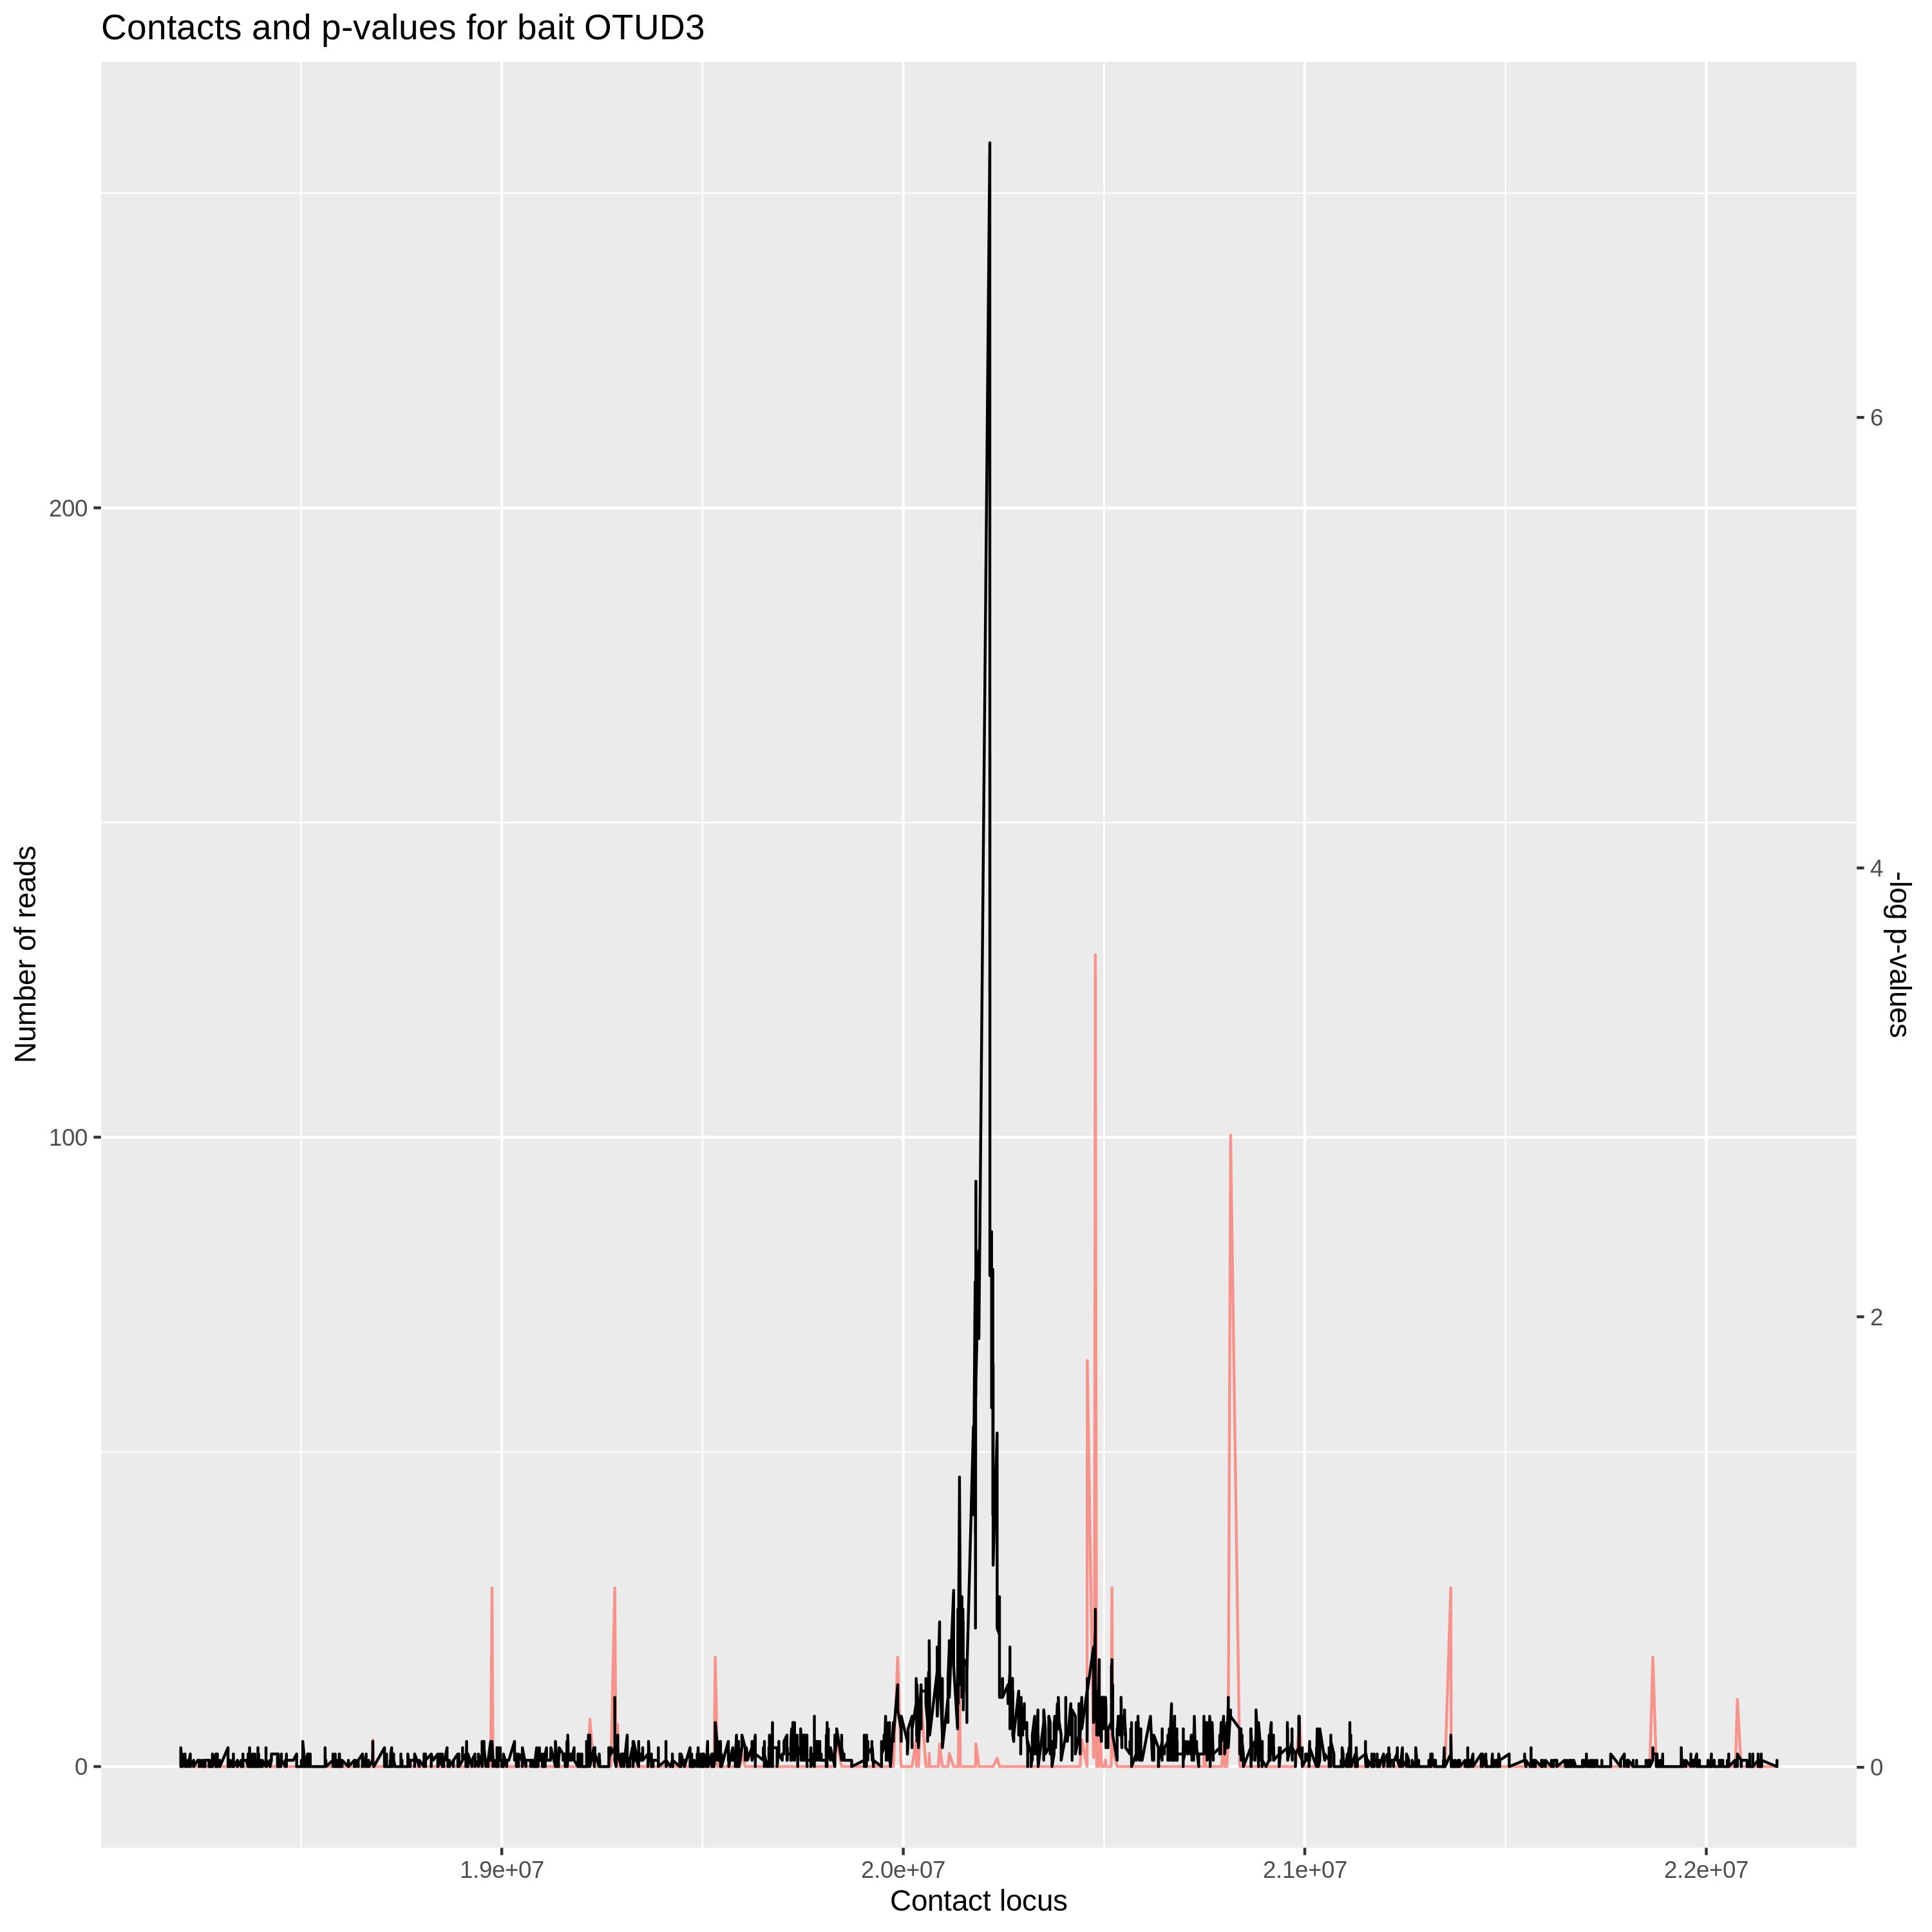 Contacts and p-values for bait OTUD3
Number of reads
200
100
0
6
4
2
0
-log p-values
1.9e+07
2.0e+07
2.1e+07
2.2e+07
Contact locus